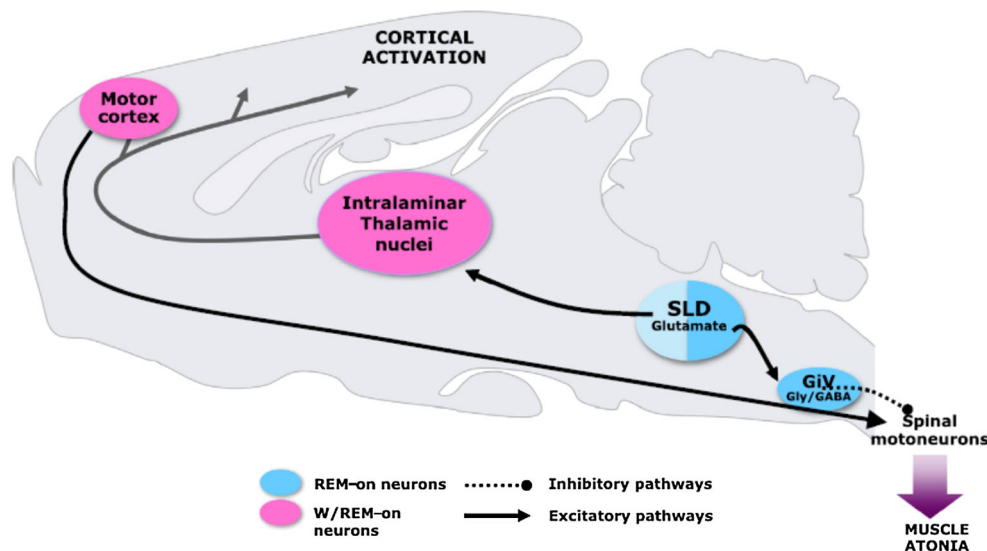 CORTICAL
ACTIVATION
Motor
cortex
Intralaminar
Thalamic
nuclei
SLD
Glutamate
GiV
Gly/GABA
Spinal
motoneurons
REM-on neurons
Inhibitory pathways
W/REM-on
neurons
Excitatory pathways
MUSCLE
ATONIA